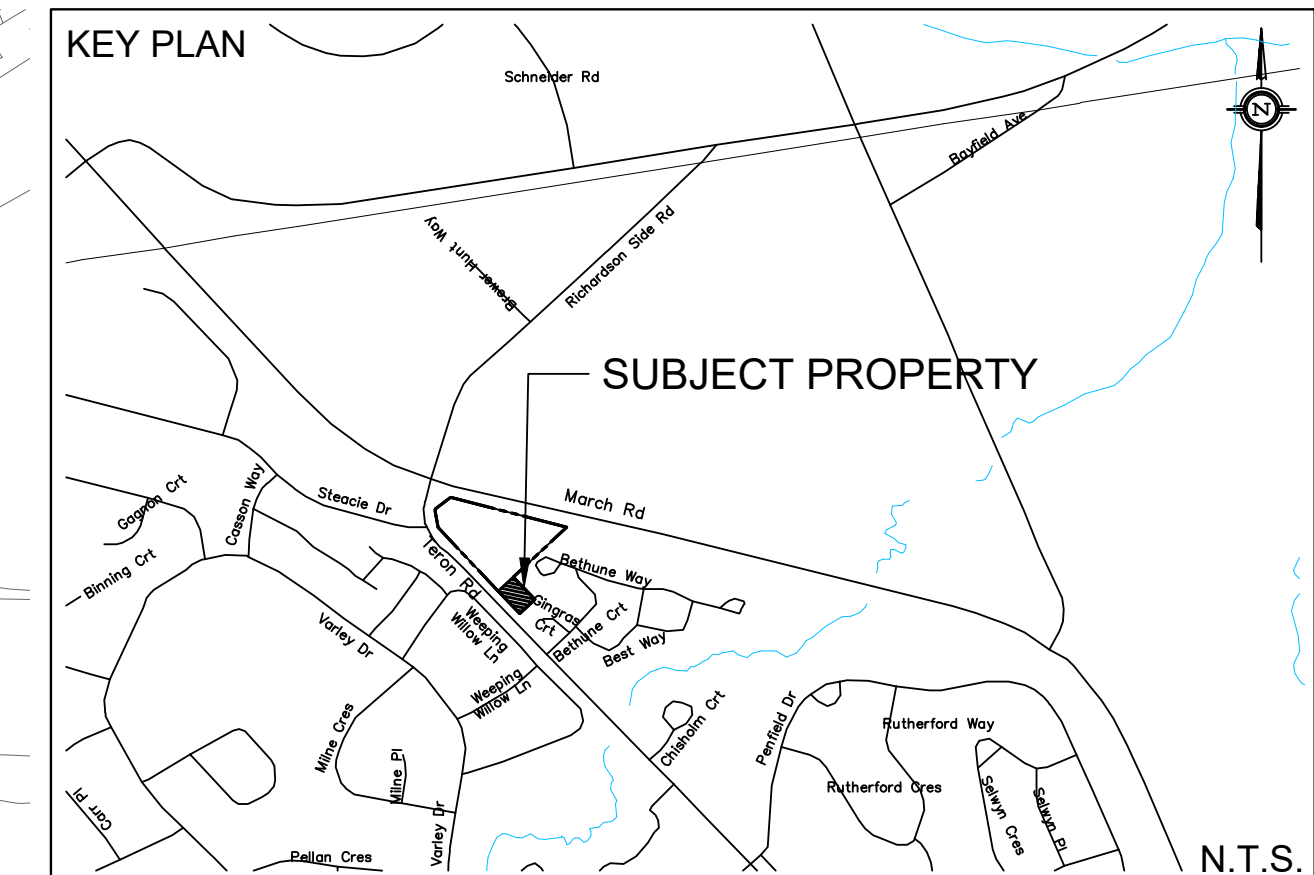 KEY PLAN
Schneider Rd
N
Bayfield Ave
Brewer Hunt Way
Richardson Side Rd
SUBJECT PROPERTY
Gagnon Crt
Casson Way
Steacie Dr
March Rd
Binning Crt
Teron Rd
Bethune Way
Gingras
Crt
Weeping
Willow Ln
Bethune Crt
Best Way
Varley Dr
Weeping
Willow Ln
Chisholm Crt
Penfield Dr
Rutherford Way
Milne Cres
Milne Pl
Rutherford Cres
Selwyn Cres
Selwyn Pl
Carr Pl
Varley Dr
Pellan Cres
N.T.S.